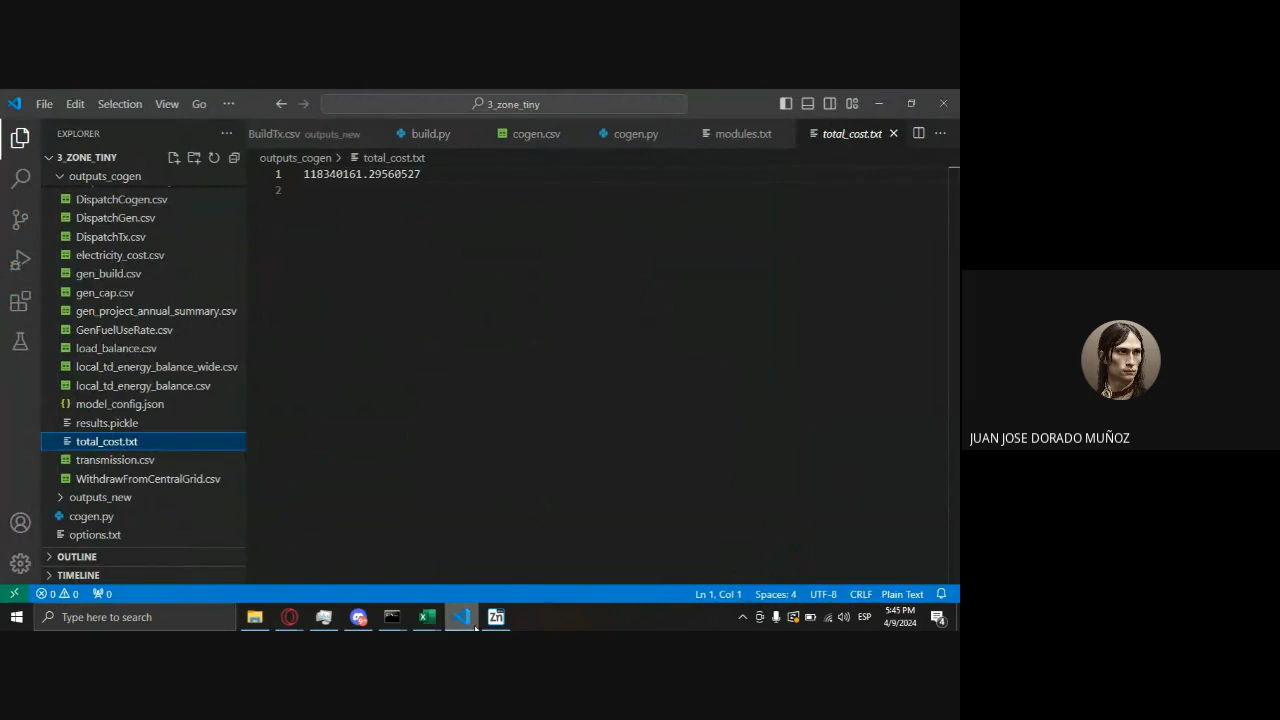 File Edit Selection View Go ···
3_zone_tiny
EXPLORER
BuildTx.csv outputs_new
build.py
cogen.csv
cogen.py
modules.txt
total_cost.txt
3_ZONE_TINY
outputs_cogen > total_cost.txt
outputs_cogen
1 118340161.29560527
2
DispatchCogen.csv
DispatchGen.csv
DispatchTx.csv
electricity_cost.csv
gen_build.csv
gen_cap.csv
gen_project_annual_summary.csv
GenFuelUseRate.csv
load_balance.csv
local_td_energy_balance_wide.csv
local_td_energy_balance.csv
{} model_config.json
results.pickle
total_cost.txt
transmission.csv
WithdrawFromCentralGrid.csv
outputs_new
cogen.py
options.txt
OUTLINE
TIMELINE
0 0 0
Ln 1, Col 1 Spaces: 4 UTF-8 CRLF Plain Text
Type here to search
Zn
ESP
5:45 PM
4/9/2024
4
JUAN JOSE DORADO MUÑOZ